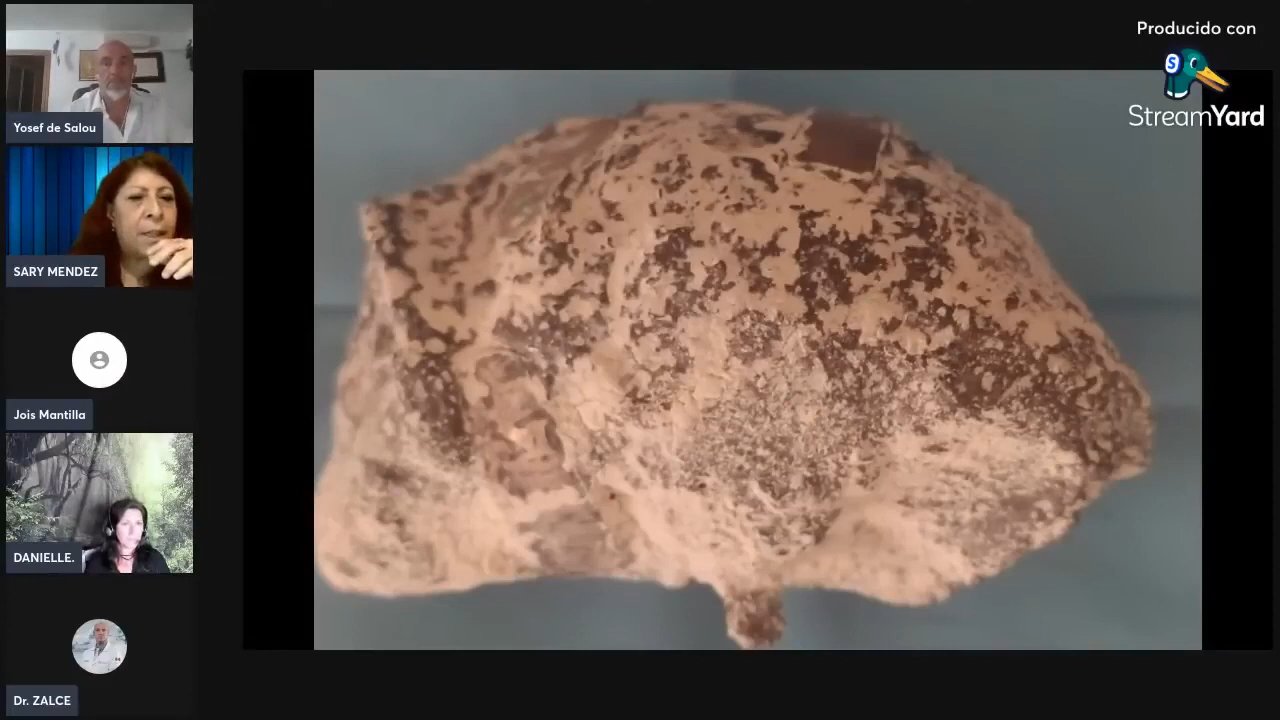 Yosef de Salou
SARY MENDEZ
Jois Mantilla
DANIELLE.
Dr. ZALCE
Producido con
S
StreamYard